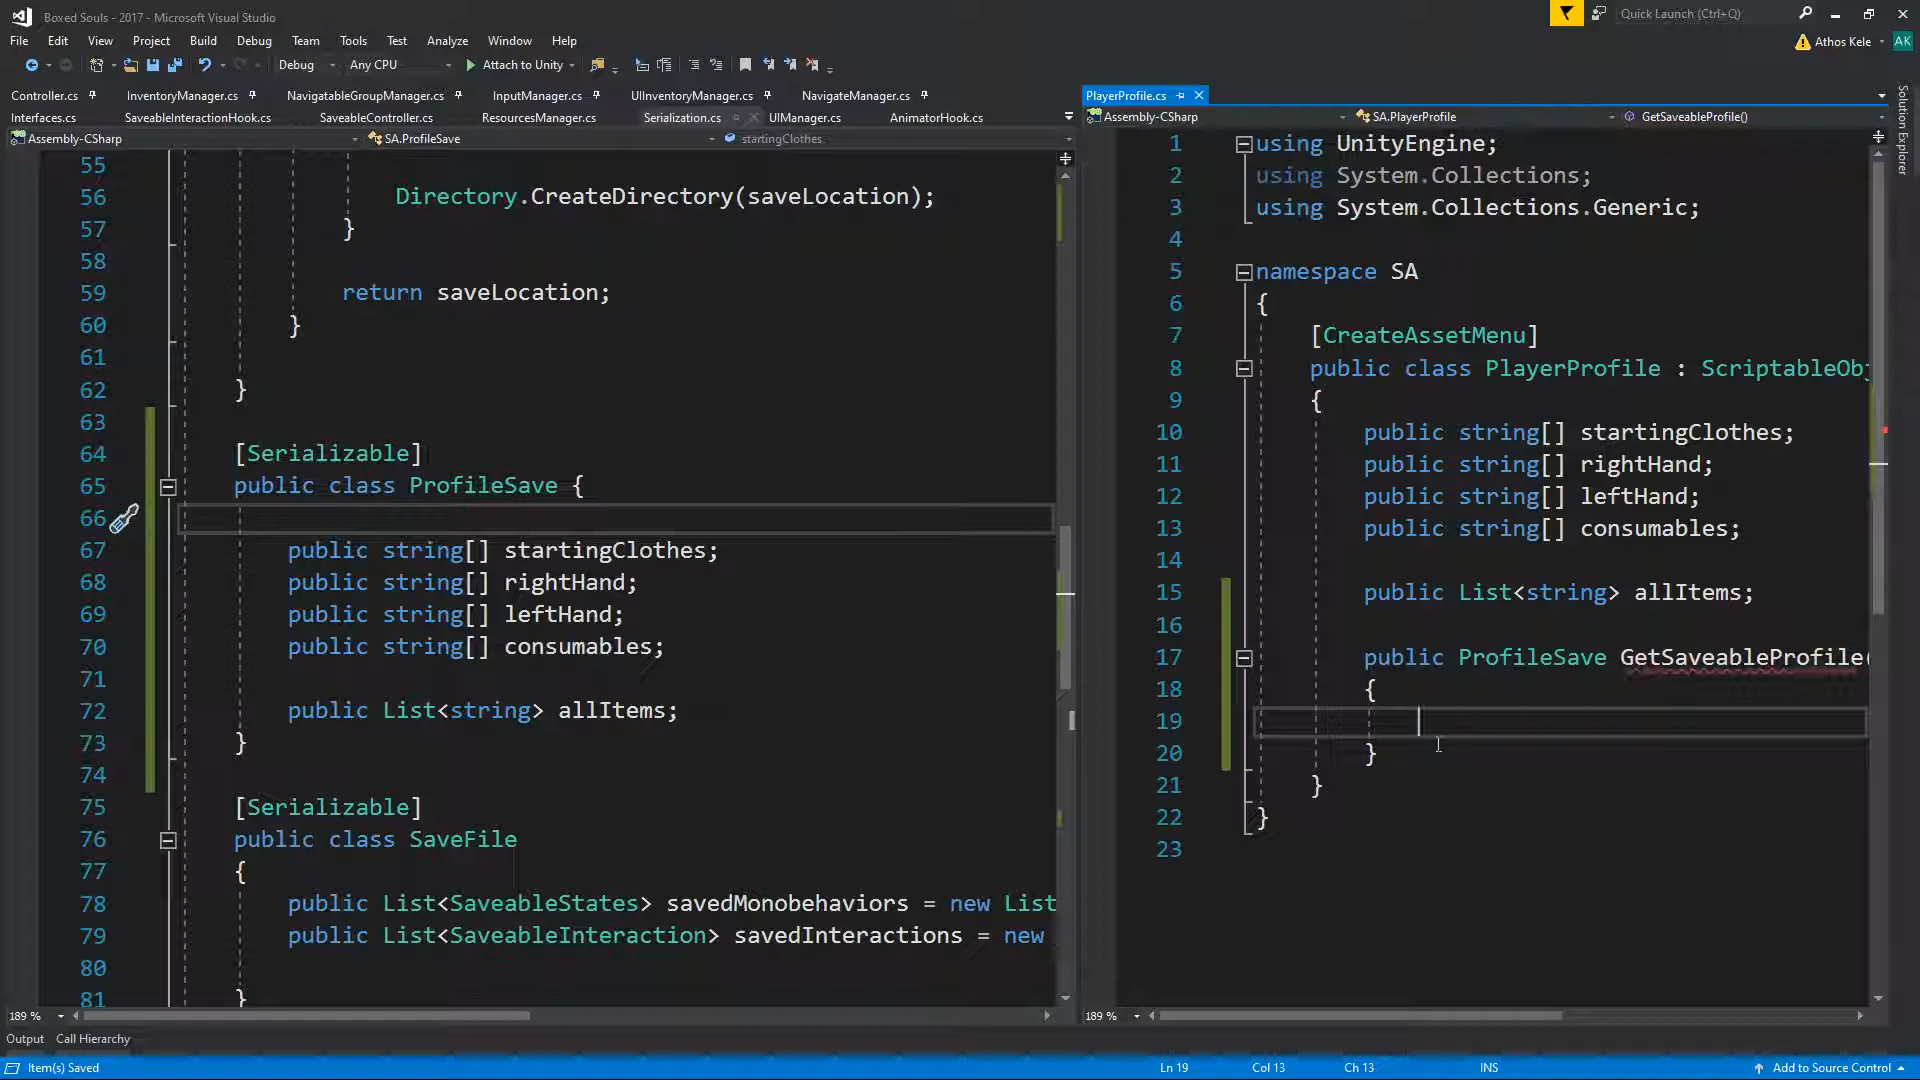 Boxed Souls - 2017 - Microsoft Visual Studio
Quick Launch (Ctrl+Q)
File Edit View Project Build Debug Team Tools Test Analyze Window Help
Athos Kele AK
Debug Any CPU Attach to Unity
Controller.cs InventoryManager.cs NavigatableGroupManager.cs InputManager.cs UIInventoryManager.cs NavigateManager.cs
Interfaces.cs SaveableInteractionHook.cs SaveableController.cs ResourcesManager.cs Serialization.cs UIManager.cs AnimatorHook.cs
Assembly-CSharp SA.ProfileSave startingClothes
55
56 Directory.CreateDirectory(saveLocation);
57 }
58
59 return saveLocation;
60 }
61
62 }
63
64 [Serializable]
65 public class ProfileSave {
66
67 public string[] startingClothes;
68 public string[] rightHand;
69 public string[] leftHand;
70 public string[] consumables;
71
72 public List<string> allItems;
73 }
74
75 [Serializable]
76 public class SaveFile
77 {
78 public List<SaveableStates> savedMonobehaviors = new List
79 public List<SaveableInteraction> savedInteractions = new
80
81 }
189 %
PlayerProfile.cs
Assembly-CSharp SA.PlayerProfile GetSaveableProfile()
1 using UnityEngine;
2 using System.Collections;
3 using System.Collections.Generic;
4
5 namespace SA
6 {
7 [CreateAssetMenu]
8 public class PlayerProfile : ScriptableObj
9 {
10 public string[] startingClothes;
11 public string[] rightHand;
12 public string[] leftHand;
13 public string[] consumables;
14
15 public List<string> allItems;
16
17 public ProfileSave GetSaveableProfile(
18 {
19
20 }
21 }
22 }
23
189 %
Solution Explorer
Output Call Hierarchy
Item(s) Saved Ln 19 Col 13 Ch 13 INS Add to Source Control